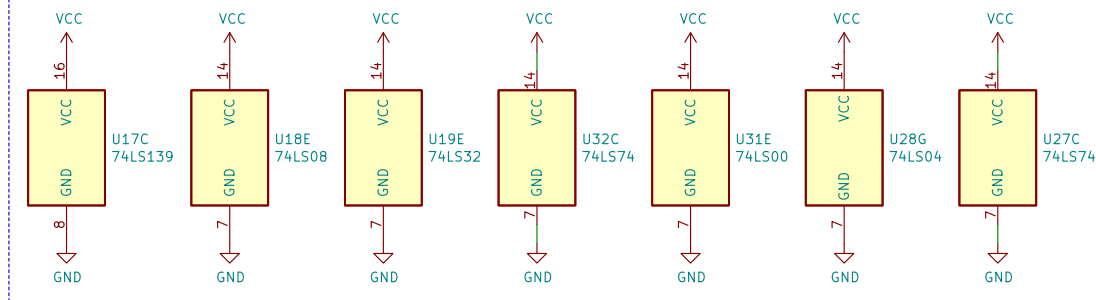 VCC VCC VCC VCC VCC VCC VCC
16 14 14 14 14 14 14
VCC VCC VCC VCC VCC VCC VCC
U17C U18E U19E U32C U31E U28G U27C
74LS139 74LS08 74LS32 74LS74 74LS00 74LS04 74LS74
GND GND GND GND GND GND GND
8 7 7 7 7 7 7
GND GND GND GND GND GND GND